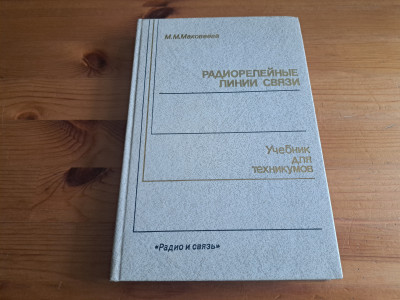 М.М.Маковеева
РАДИОРЕЛЕЙНЫЕ
ЛИНИИ СВЯЗИ
Учебник
для
техникумов
«Радио и связь»